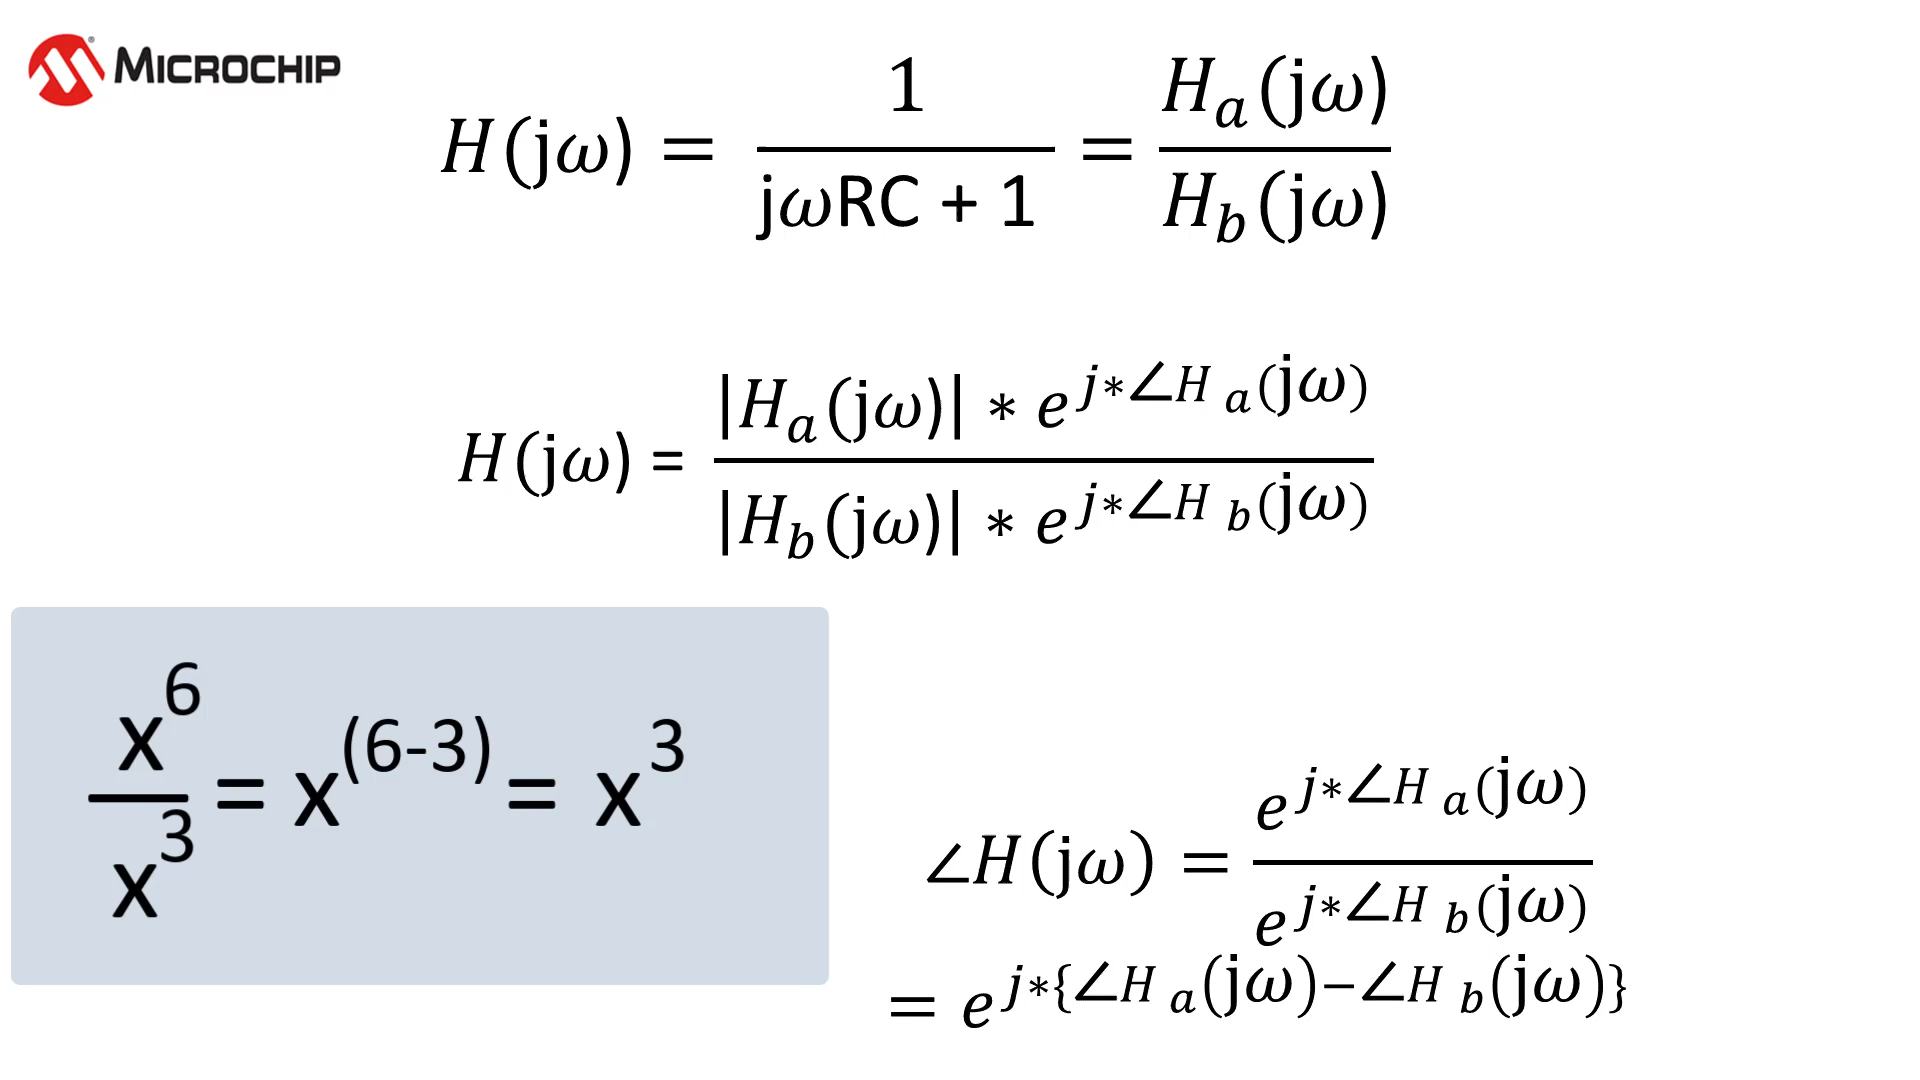 MICROCHIP®
H(jω) = 1 / (jωRC + 1) = H_a(jω) / H_b(jω)
H(jω) = |H_a(jω)| * e^{j*∠H_a(jω)} / |H_b(jω)| * e^{j*∠H_b(jω)}
x^6 / x^3 = x^(6-3) = x^3
∠H(jω) = e^{j*∠H_a(jω)} / e^{j*∠H_b(jω)}
= e^{j*{∠H_a(jω)−∠H_b(jω)}}